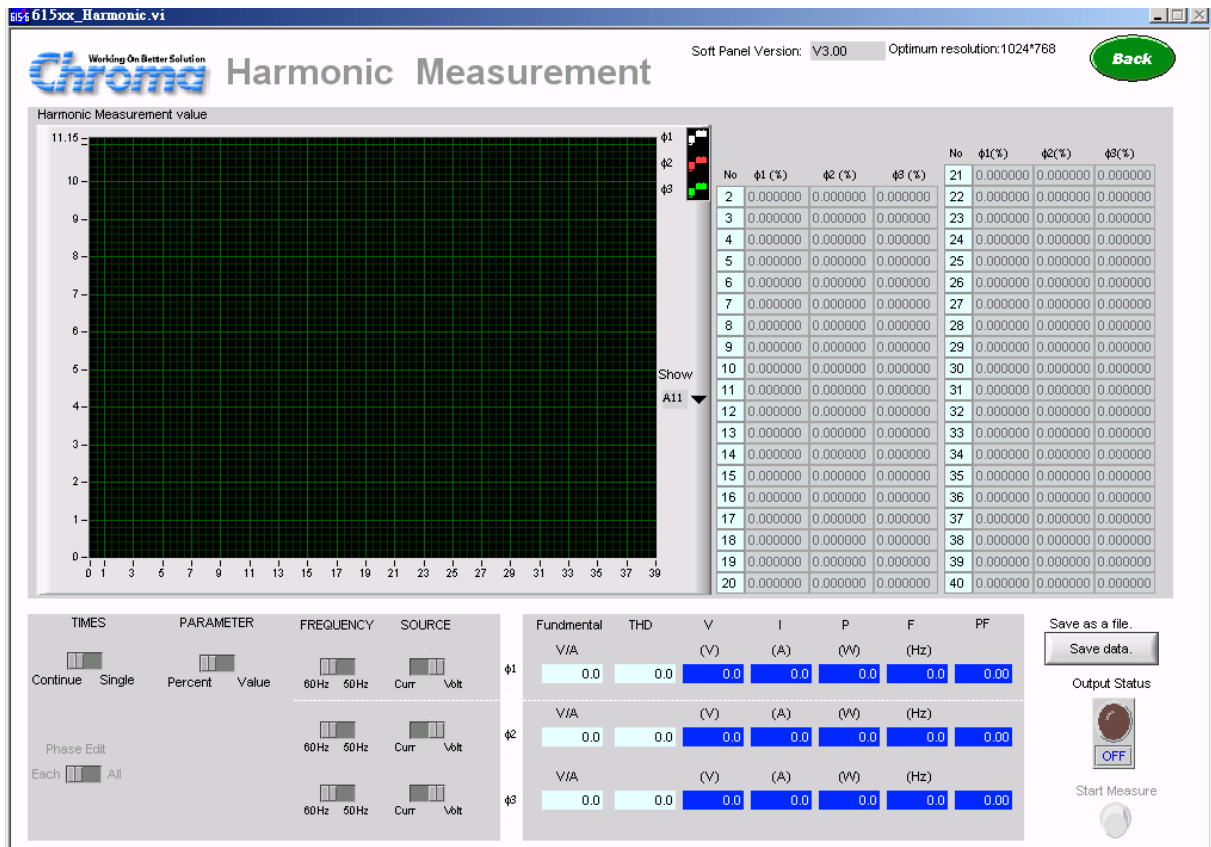 615xx_Harmonic.vi
Working On Better Solution
Chroma
Harmonic Measurement
Soft Panel Version: V3.00 Optimum resolution:1024*768
Back
Harmonic Measurement value
11.15
10
9
8
7
6
5
4
3
2
1
0
0 1 3 5 7 9 11 13 15 17 19 21 23 25 27 29 31 33 35 37 39
ϕ1
ϕ2
ϕ3
Show
A11
No ϕ1 (%) ϕ2 (%) ϕ3 (%)
2 0.000000 0.000000 0.000000
3 0.000000 0.000000 0.000000
4 0.000000 0.000000 0.000000
5 0.000000 0.000000 0.000000
6 0.000000 0.000000 0.000000
7 0.000000 0.000000 0.000000
8 0.000000 0.000000 0.000000
9 0.000000 0.000000 0.000000
10 0.000000 0.000000 0.000000
11 0.000000 0.000000 0.000000
12 0.000000 0.000000 0.000000
13 0.000000 0.000000 0.000000
14 0.000000 0.000000 0.000000
15 0.000000 0.000000 0.000000
16 0.000000 0.000000 0.000000
17 0.000000 0.000000 0.000000
18 0.000000 0.000000 0.000000
19 0.000000 0.000000 0.000000
20 0.000000 0.000000 0.000000
No ϕ1(%) ϕ2(%) ϕ3(%)
21 0.000000 0.000000 0.000000
22 0.000000 0.000000 0.000000
23 0.000000 0.000000 0.000000
24 0.000000 0.000000 0.000000
25 0.000000 0.000000 0.000000
26 0.000000 0.000000 0.000000
27 0.000000 0.000000 0.000000
28 0.000000 0.000000 0.000000
29 0.000000 0.000000 0.000000
30 0.000000 0.000000 0.000000
31 0.000000 0.000000 0.000000
32 0.000000 0.000000 0.000000
33 0.000000 0.000000 0.000000
34 0.000000 0.000000 0.000000
35 0.000000 0.000000 0.000000
36 0.000000 0.000000 0.000000
37 0.000000 0.000000 0.000000
38 0.000000 0.000000 0.000000
39 0.000000 0.000000 0.000000
40 0.000000 0.000000 0.000000
TIMES PARAMETER FREQUENCY SOURCE
Continue Single Percent Value 60Hz 50Hz Curr Volt
60Hz 50Hz Curr Volt
Phase Edit
Each All
60Hz 50Hz Curr Volt
Fundmental THD V I P F PF
V/A (V) (A) (W) (Hz)
ϕ1 0.0 0.0 0.0 0.0 0.0 0.0 0.00
V/A (V) (A) (W) (Hz)
ϕ2 0.0 0.0 0.0 0.0 0.0 0.0 0.00
V/A (V) (A) (W) (Hz)
ϕ3 0.0 0.0 0.0 0.0 0.0 0.0 0.00
Save as a file.
Save data.
Output Status
OFF
Start Measure